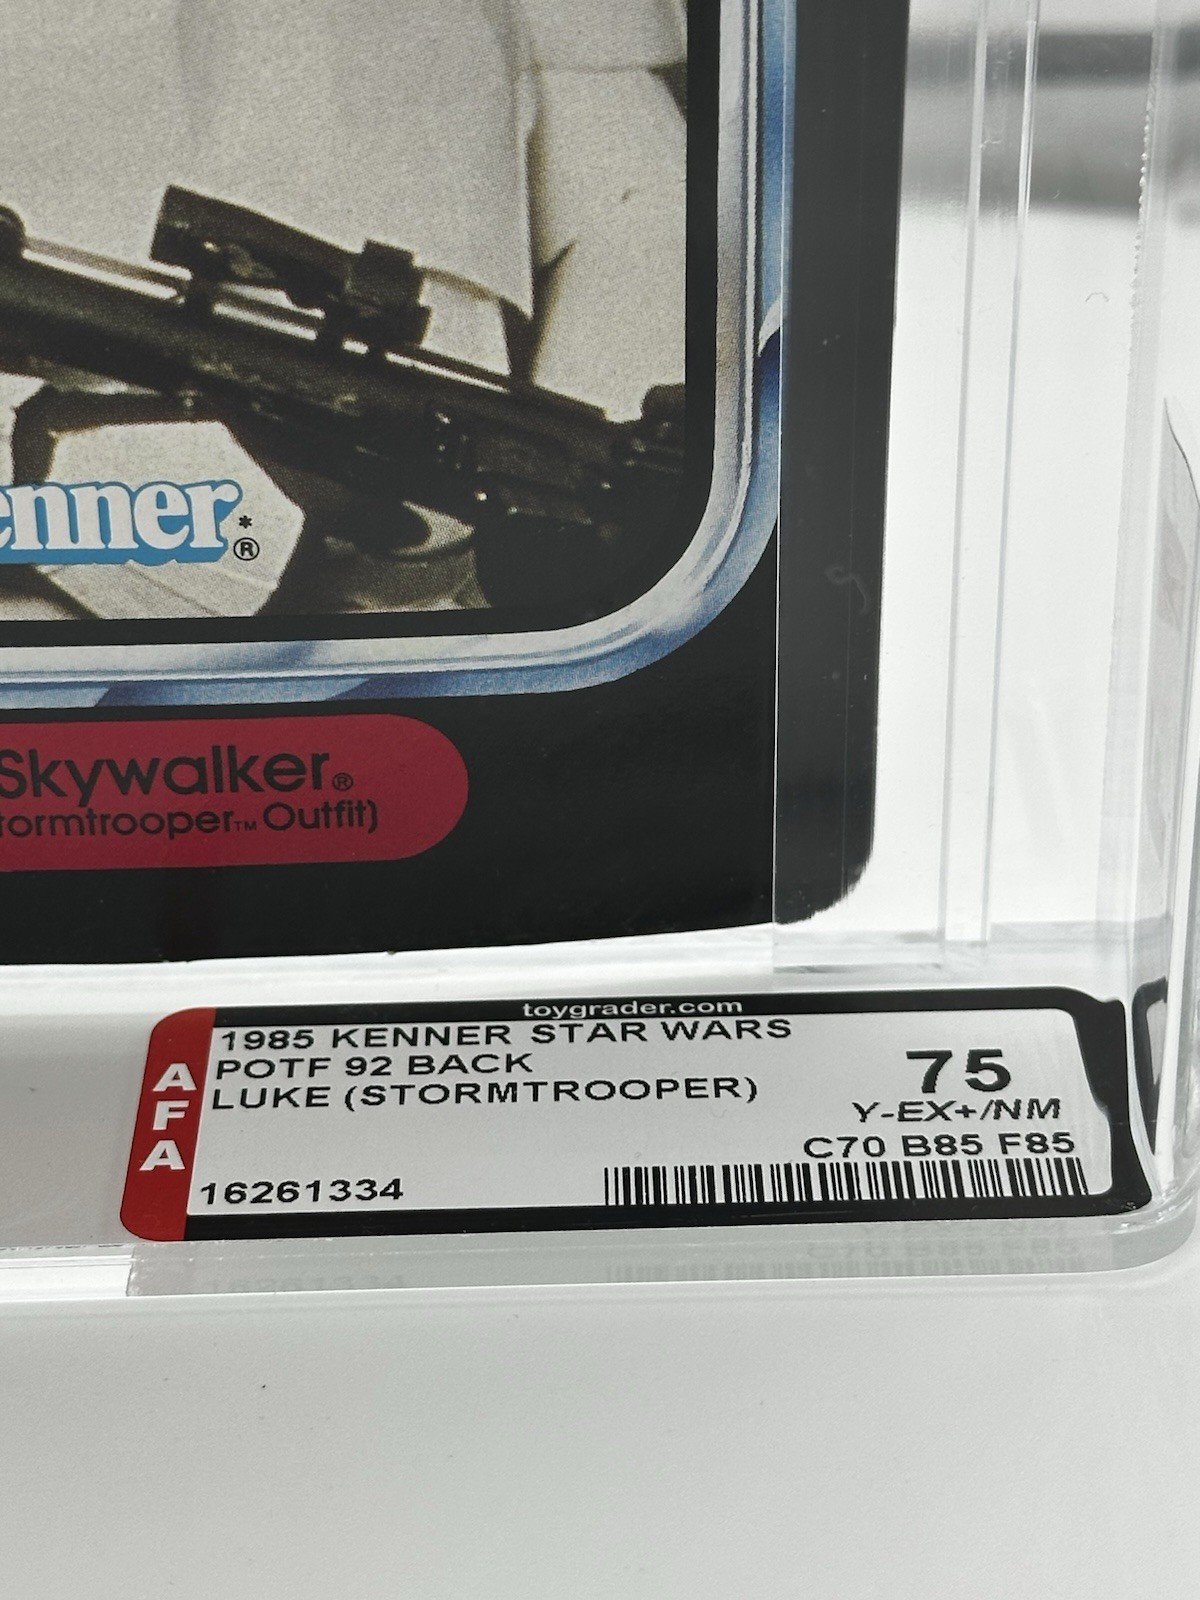 enner*®
Skywalker®
tormtrooper™ Outfit)
toygrader.com
AFA
1985 KENNER STAR WARS
POTF 92 BACK
LUKE (STORMTROOPER)
75
Y-EX+/NM
C70 B85 F85
16261334